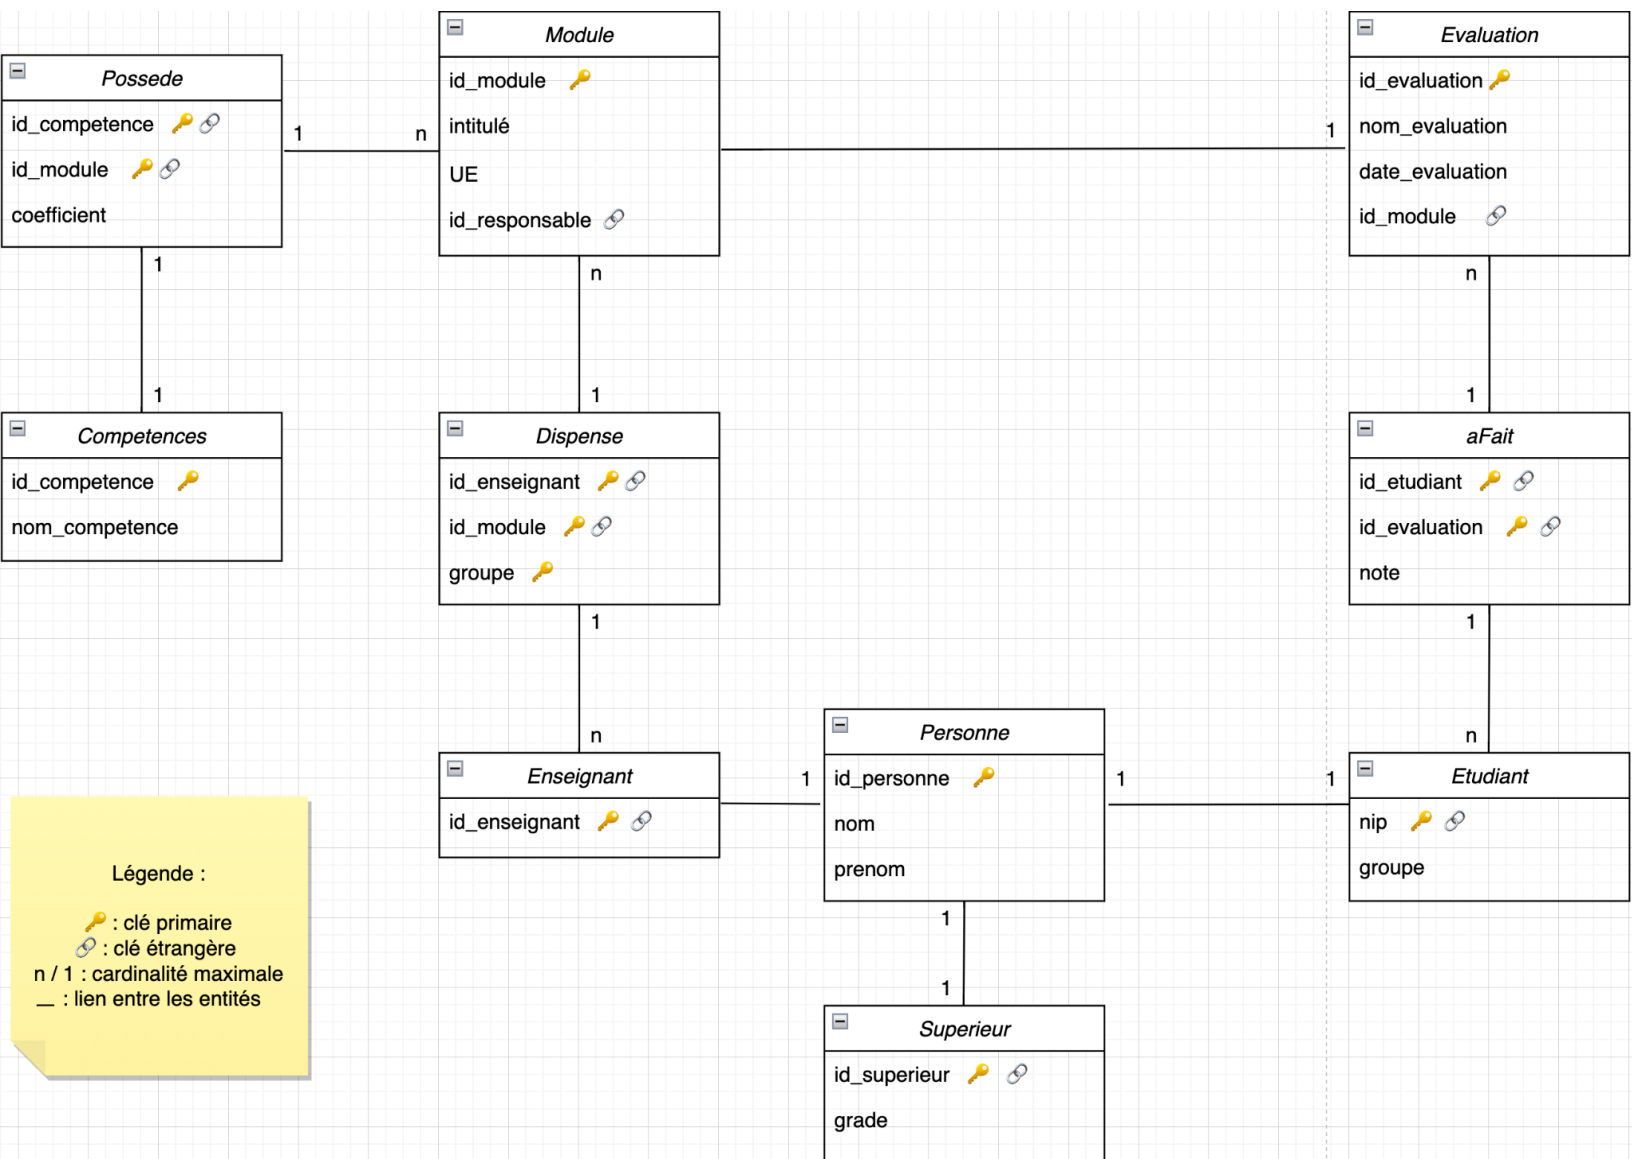 Possede
id_competence
id_module
coefficient
1
n
1
1
Competences
id_competence
nom_competence
Module
id_module
intitulé
UE
id_responsable
n
1
Dispense
id_enseignant
id_module
groupe
1
n
Enseignant
id_enseignant
1
Personne
id_personne
nom
prenom
1
1
1
1
Superieur
id_superieur
grade
1
Evaluation
id_evaluation
nom_evaluation
date_evaluation
id_module
n
1
aFait
id_etudiant
id_evaluation
note
1
n
Etudiant
nip
groupe
Légende :
: clé primaire
: clé étrangère
n / 1 : cardinalité maximale
: lien entre les entités